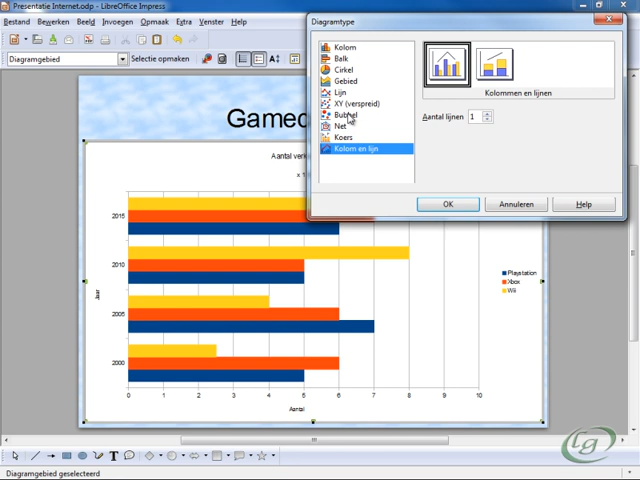 Presentatie Internet.odp - LibreOffice Impress
Bestand Bewerken Beeld Invoegen Opmaak Extra Venster Help
Diagramgebied
Selectie opmaken
Diagramtype
Kolom
Balk
Cirkel
Gebied
Lijn
XY (verspreid)
Bubbel
Net
Koers
Kolom en lijn
Kolommen en lijnen
Aantal lijnen 1
OK Annuleren Help
Aantal
2015
2010
2005
2000
Jaar
0 1 2 3 4 5 6 7 8 9 10
Aantal
Playstation
Xbox
Wii
Diagramgebied geselecteerd
lg